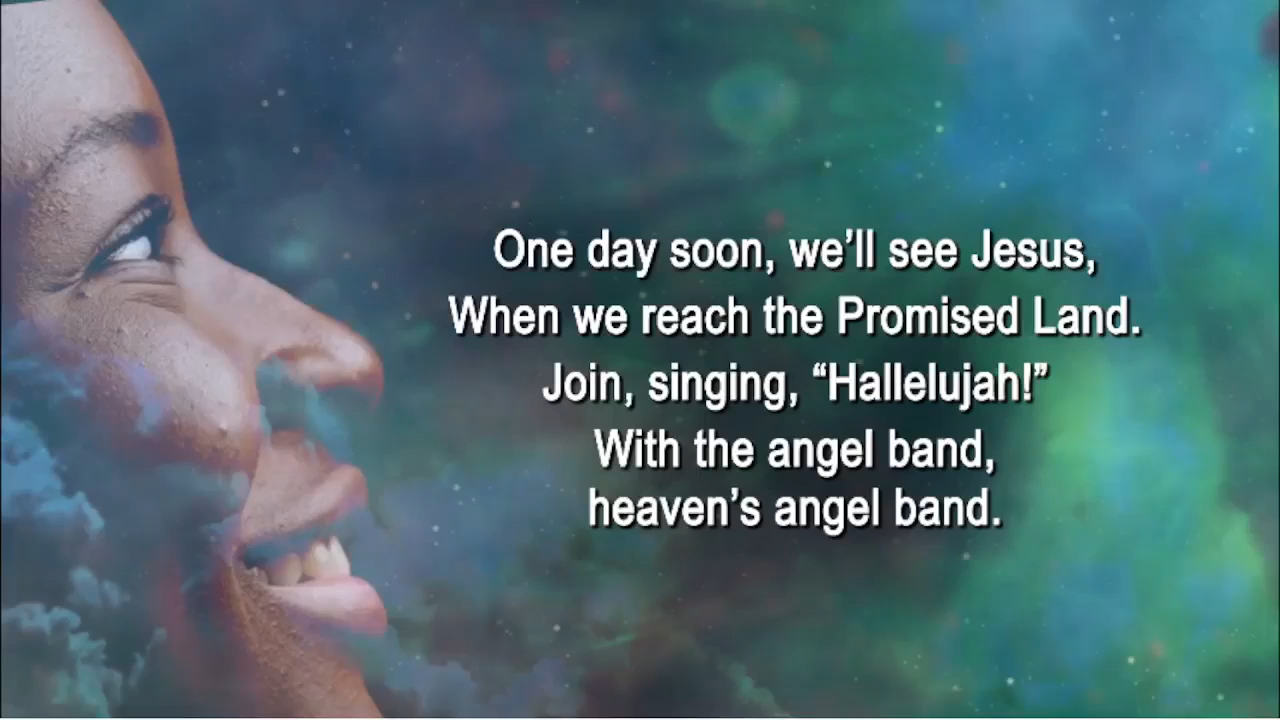 One day soon, we’ll see Jesus,
When we reach the Promised Land.
Join, singing, “Hallelujah!”
With the angel band,
heaven’s angel band.